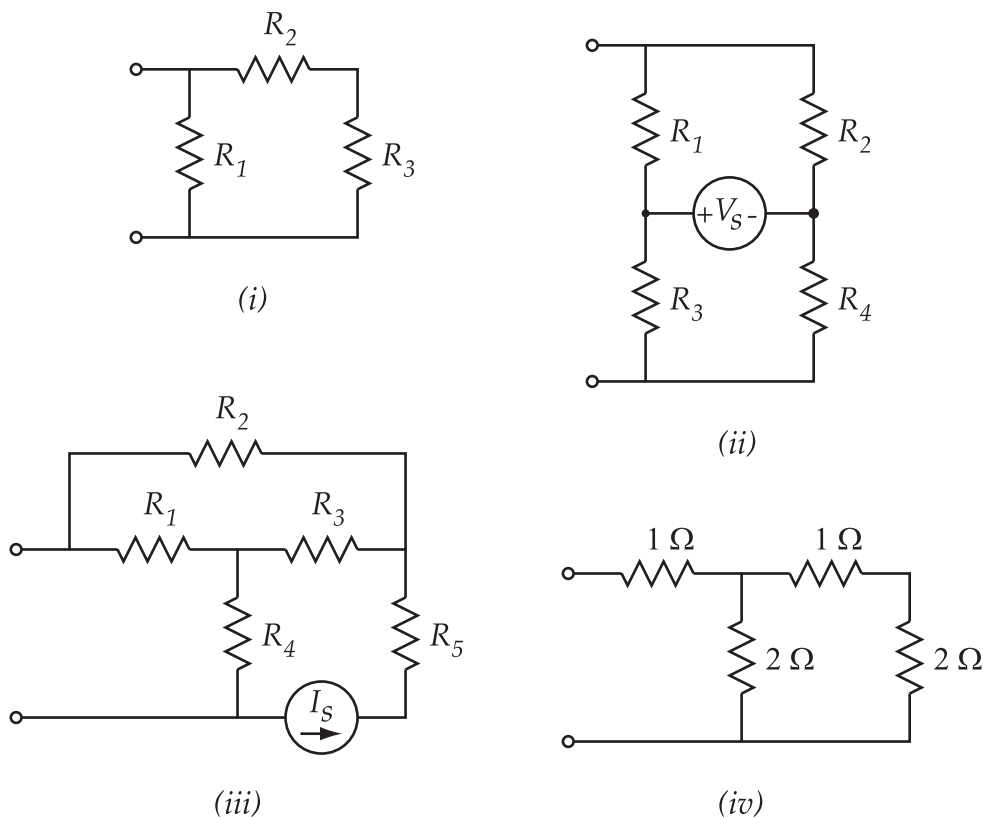 R2
R1
R3
(i)
R1
R2
+VS-
R3
R4
(ii)
R2
R1
R3
R4
R5
IS
(iii)
1 Ω 1 Ω
2 Ω 2 Ω
(iv)